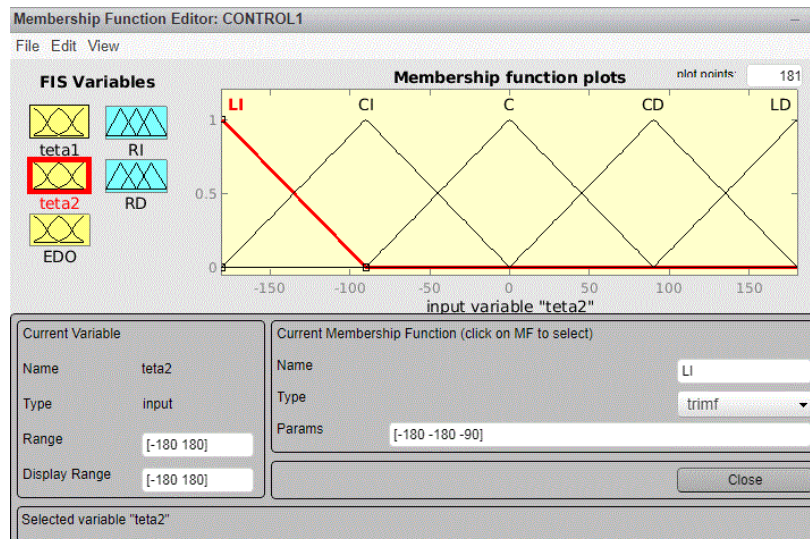 Membership Function Editor: CONTROL1
File Edit View
FIS Variables
teta1
RI
teta2
RD
EDO
Membership function plots
plot points:
181
LI
CI
C
CD
LD
1
0.5
0
-150
-100
-50
0
50
100
150
input variable "teta2"
Current Variable
Name
teta2
Type
input
Range
[-180 180]
Display Range
[-180 180]
Current Membership Function (click on MF to select)
Name
LI
Type
trimf
Params
[-180 -180 -90]
Close
Selected variable "teta2"